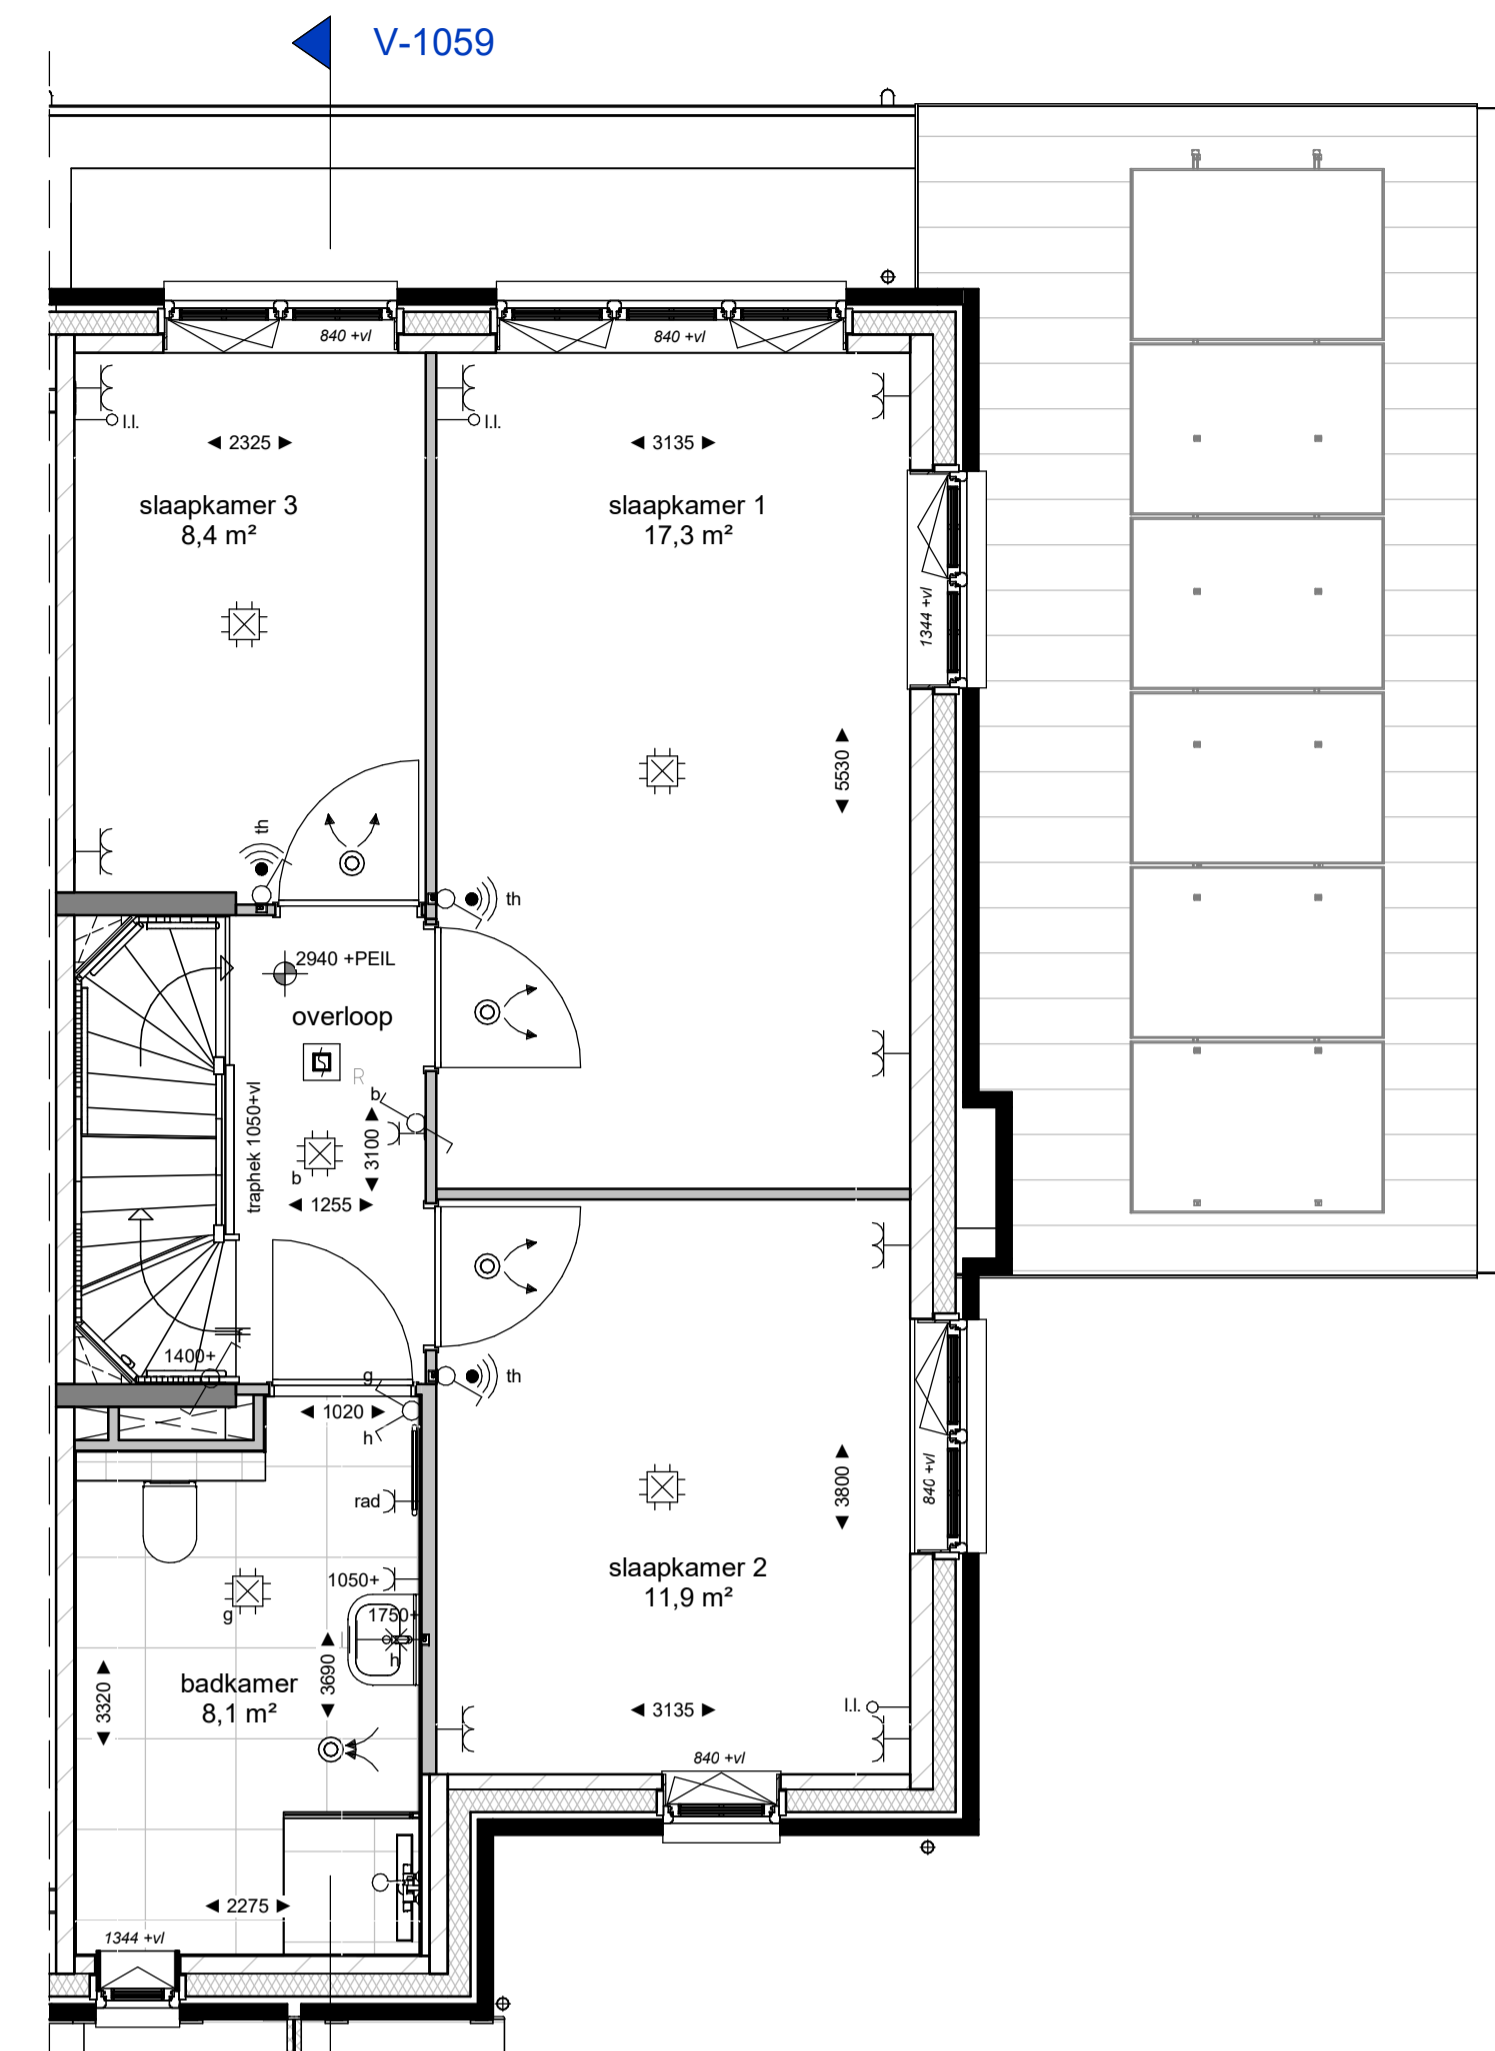 V-1059
840 +vl
840 +vl
l.l.
l.l.
2325
3135
slaapkamer 3
8,4 m²
slaapkamer 1
17,3 m²
1344 +vl
5530
th
th
2940 +PEIL
overloop
R
b
traphek 1050+vl
3100
b
1255
1400+
g
th
1020
h
rad
840 +vl
3800
slaapkamer 2
11,9 m²
1050+
g
1750+
h
3690
badkamer
8,1 m²
3320
3135
l.l.
840 +vl
2275
1344 +vl